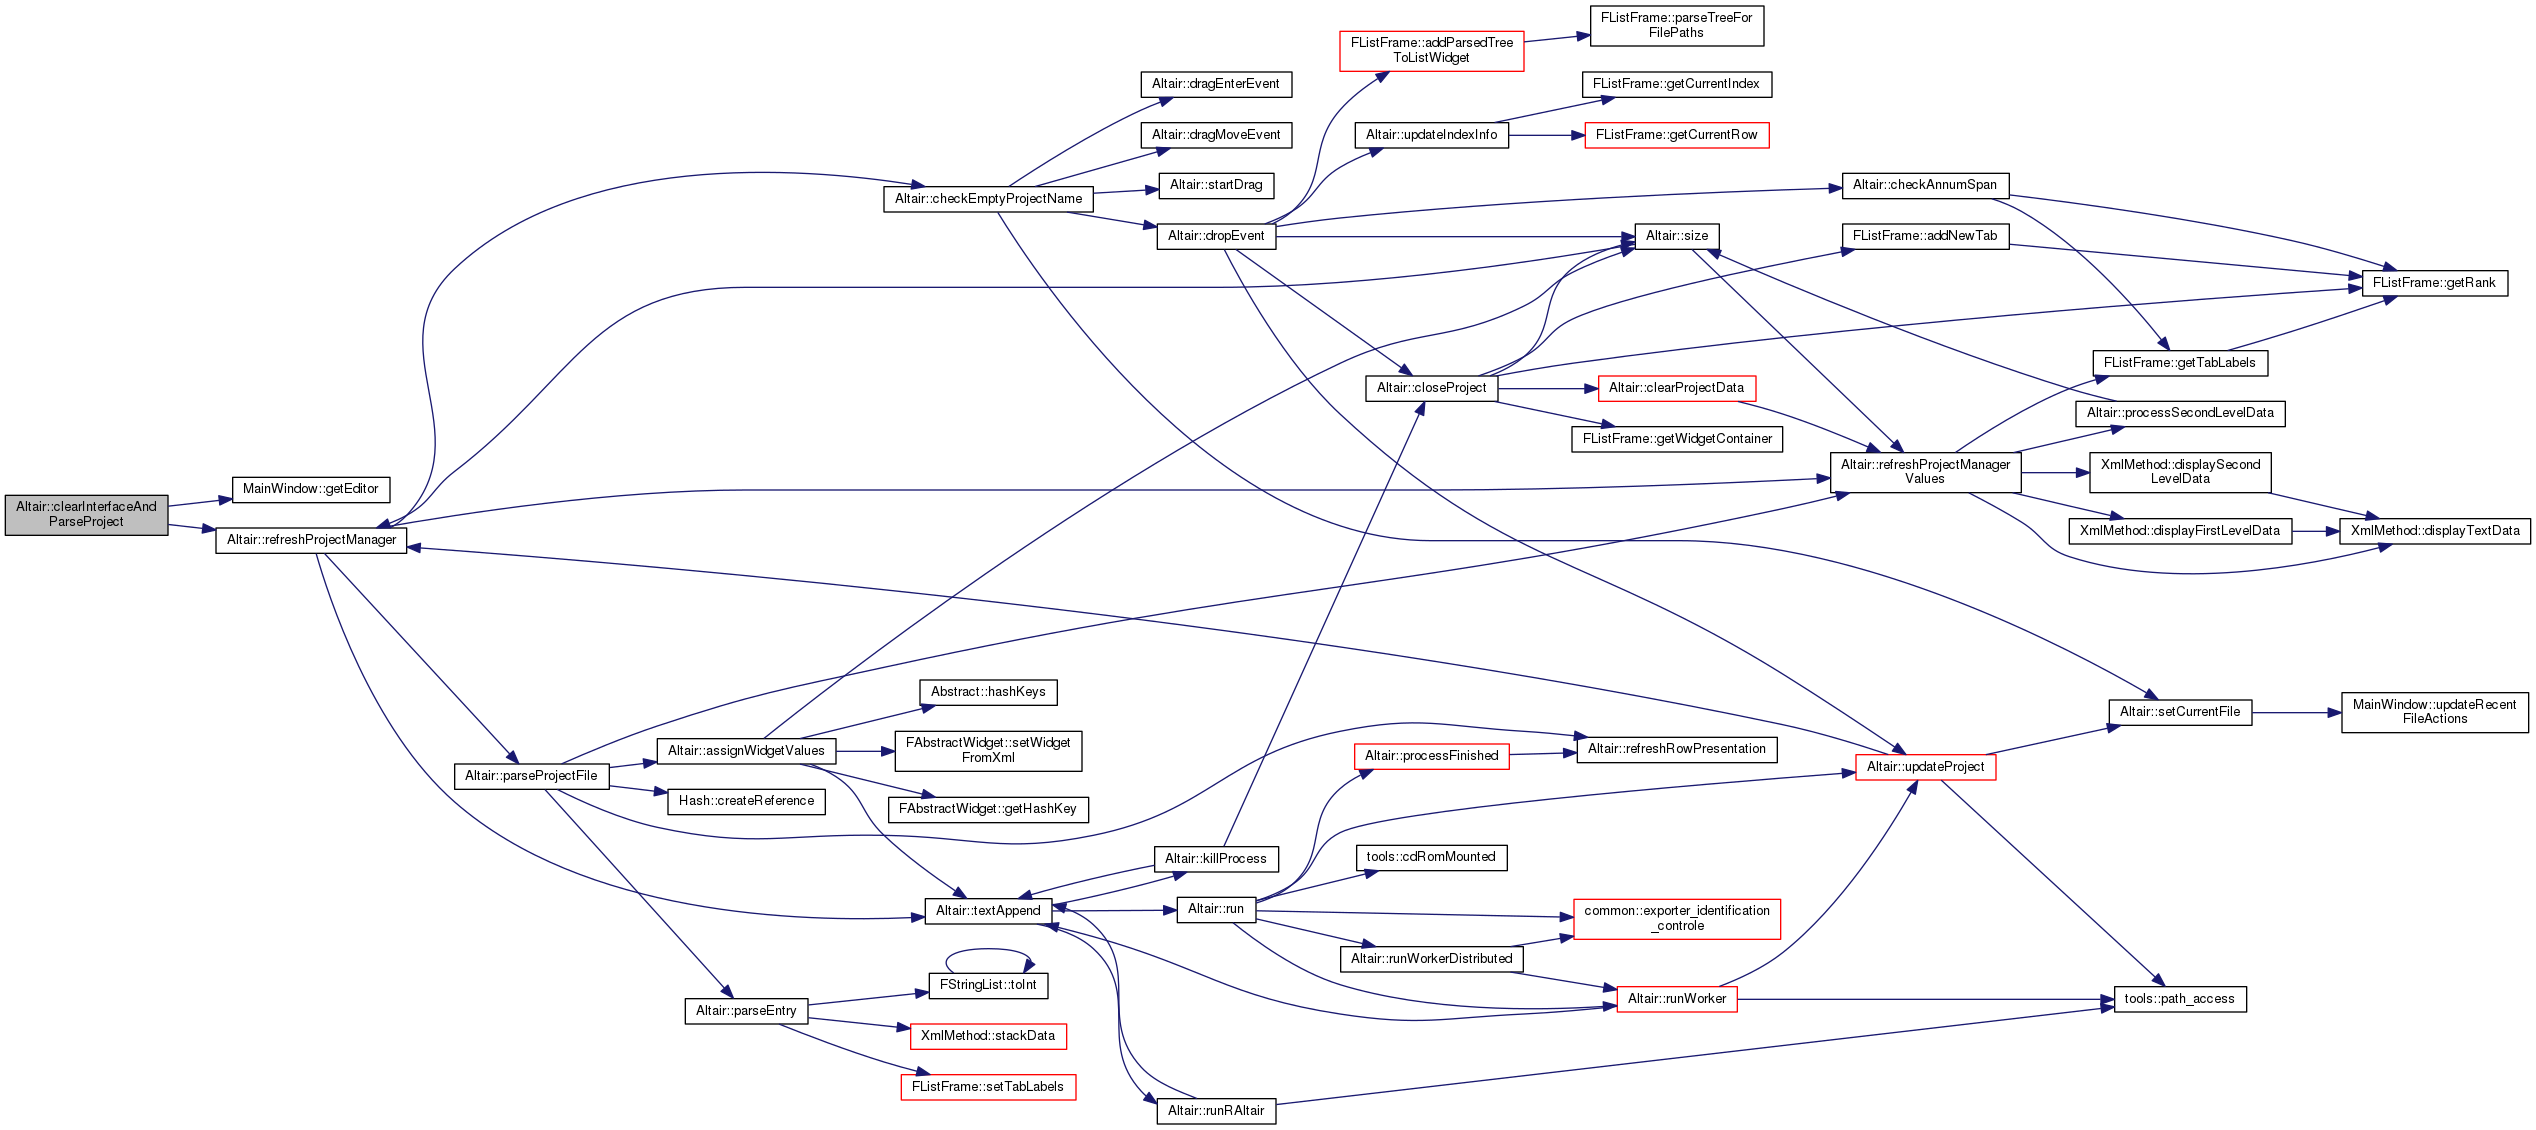 FListFrame::parseTreeFor
FilePaths
FListFrame::addParsedTree
ToListWidget
Altair::dragEnterEvent
FListFrame::getCurrentIndex
Altair::dragMoveEvent
Altair::updateIndexInfo
FListFrame::getCurrentRow
Altair::startDrag
Altair::checkAnnumSpan
Altair::checkEmptyProjectName
Altair::dropEvent
Altair::size
FListFrame::addNewTab
FListFrame::getRank
FListFrame::getTabLabels
Altair::closeProject
Altair::clearProjectData
Altair::processSecondLevelData
FListFrame::getWidgetContainer
Altair::refreshProjectManager
Values
XmlMethod::displaySecond
LevelData
MainWindow::getEditor
Altair::clearInterfaceAnd
ParseProject
Altair::refreshProjectManager
XmlMethod::displayFirstLevelData
XmlMethod::displayTextData
Abstract::hashKeys
Altair::setCurrentFile
MainWindow::updateRecent
FileActions
Altair::assignWidgetValues
FAbstractWidget::setWidget
FromXml
Altair::processFinished
Altair::refreshRowPresentation
Altair::updateProject
Altair::parseProjectFile
Hash::createReference
FAbstractWidget::getHashKey
Altair::killProcess
tools::cdRomMounted
Altair::textAppend
Altair::run
common::exporter_identification
_controle
Altair::runWorkerDistributed
FStringList::toInt
Altair::runWorker
tools::path_access
Altair::parseEntry
XmlMethod::stackData
FListFrame::setTabLabels
Altair::runRAltair